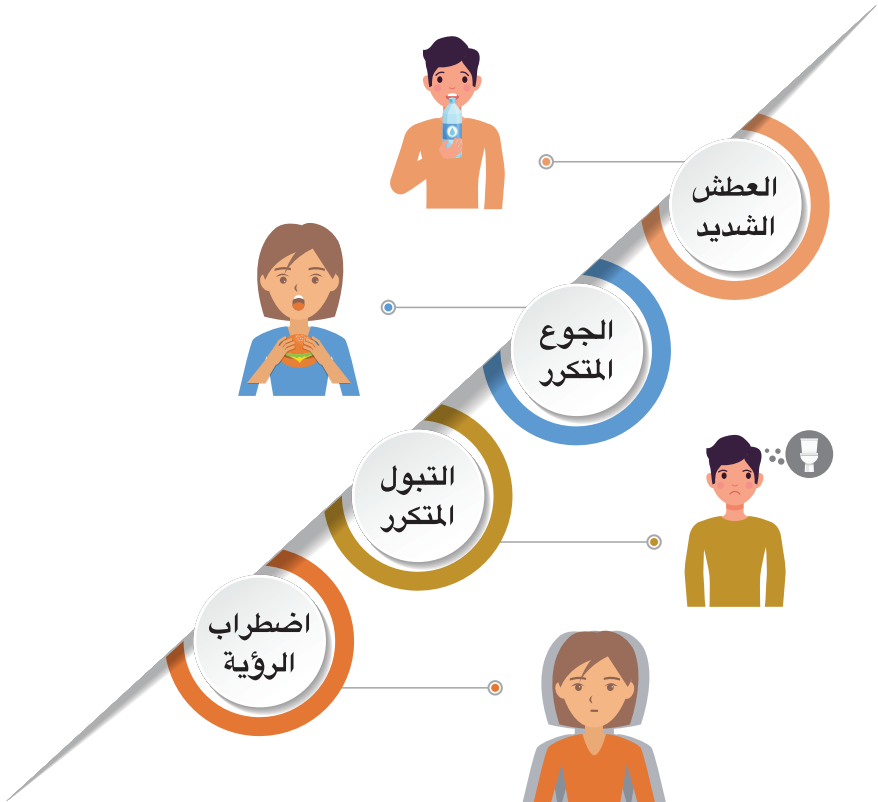 العطش
الشديد
الجوع
المتكرر
التبول
المتكرر
اضطراب
الرؤية